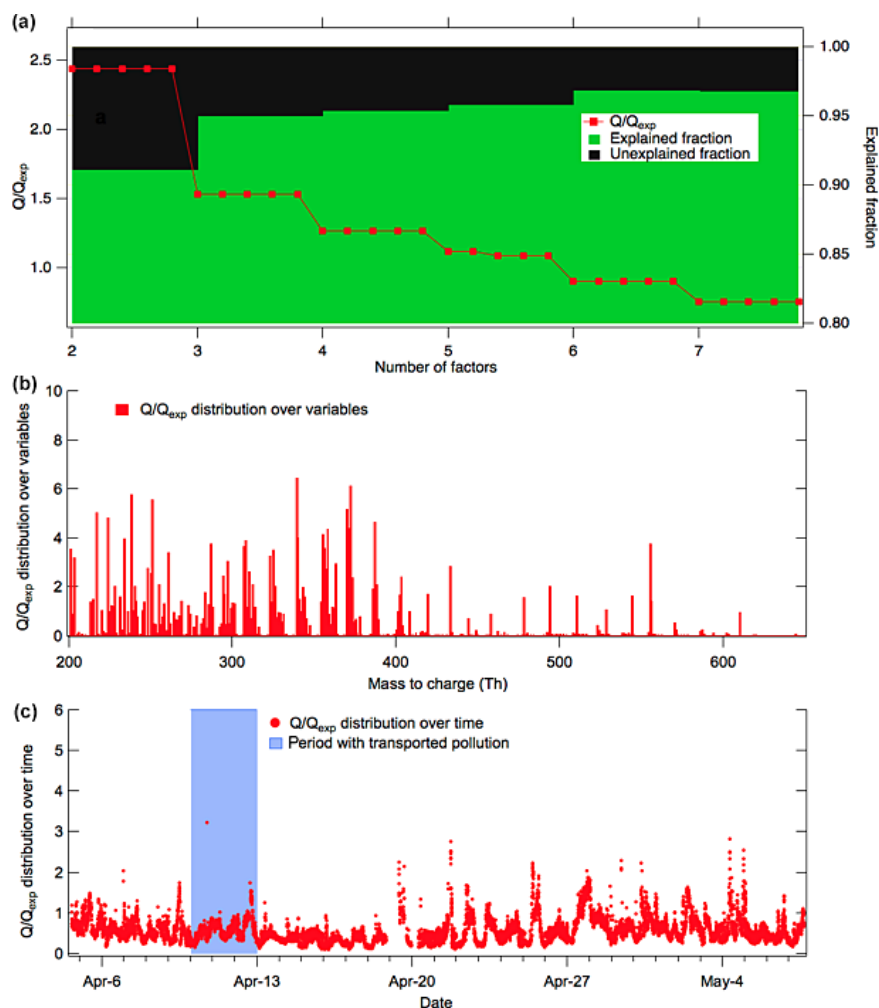 (a)
2.5
2.0
1.5
1.0
Q/Qexp
a
Q/Qexp
Explained fraction
Unexplained fraction
1.00
0.95
0.90
0.85
0.80
Explained fraction
2 3 4 5 6 7
Number of factors
(b)
10
8
6
4
2
0
Q/Qexp distribution over variables
Q/Qexp distribution over variables
200 300 400 500 600
Mass to charge (Th)
(c)
6
5
4
3
2
1
0
Q/Qexp distribution over time
Q/Qexp distribution over time
Period with transported pollution
Apr-6 Apr-13 Apr-20 Apr-27 May-4
Date